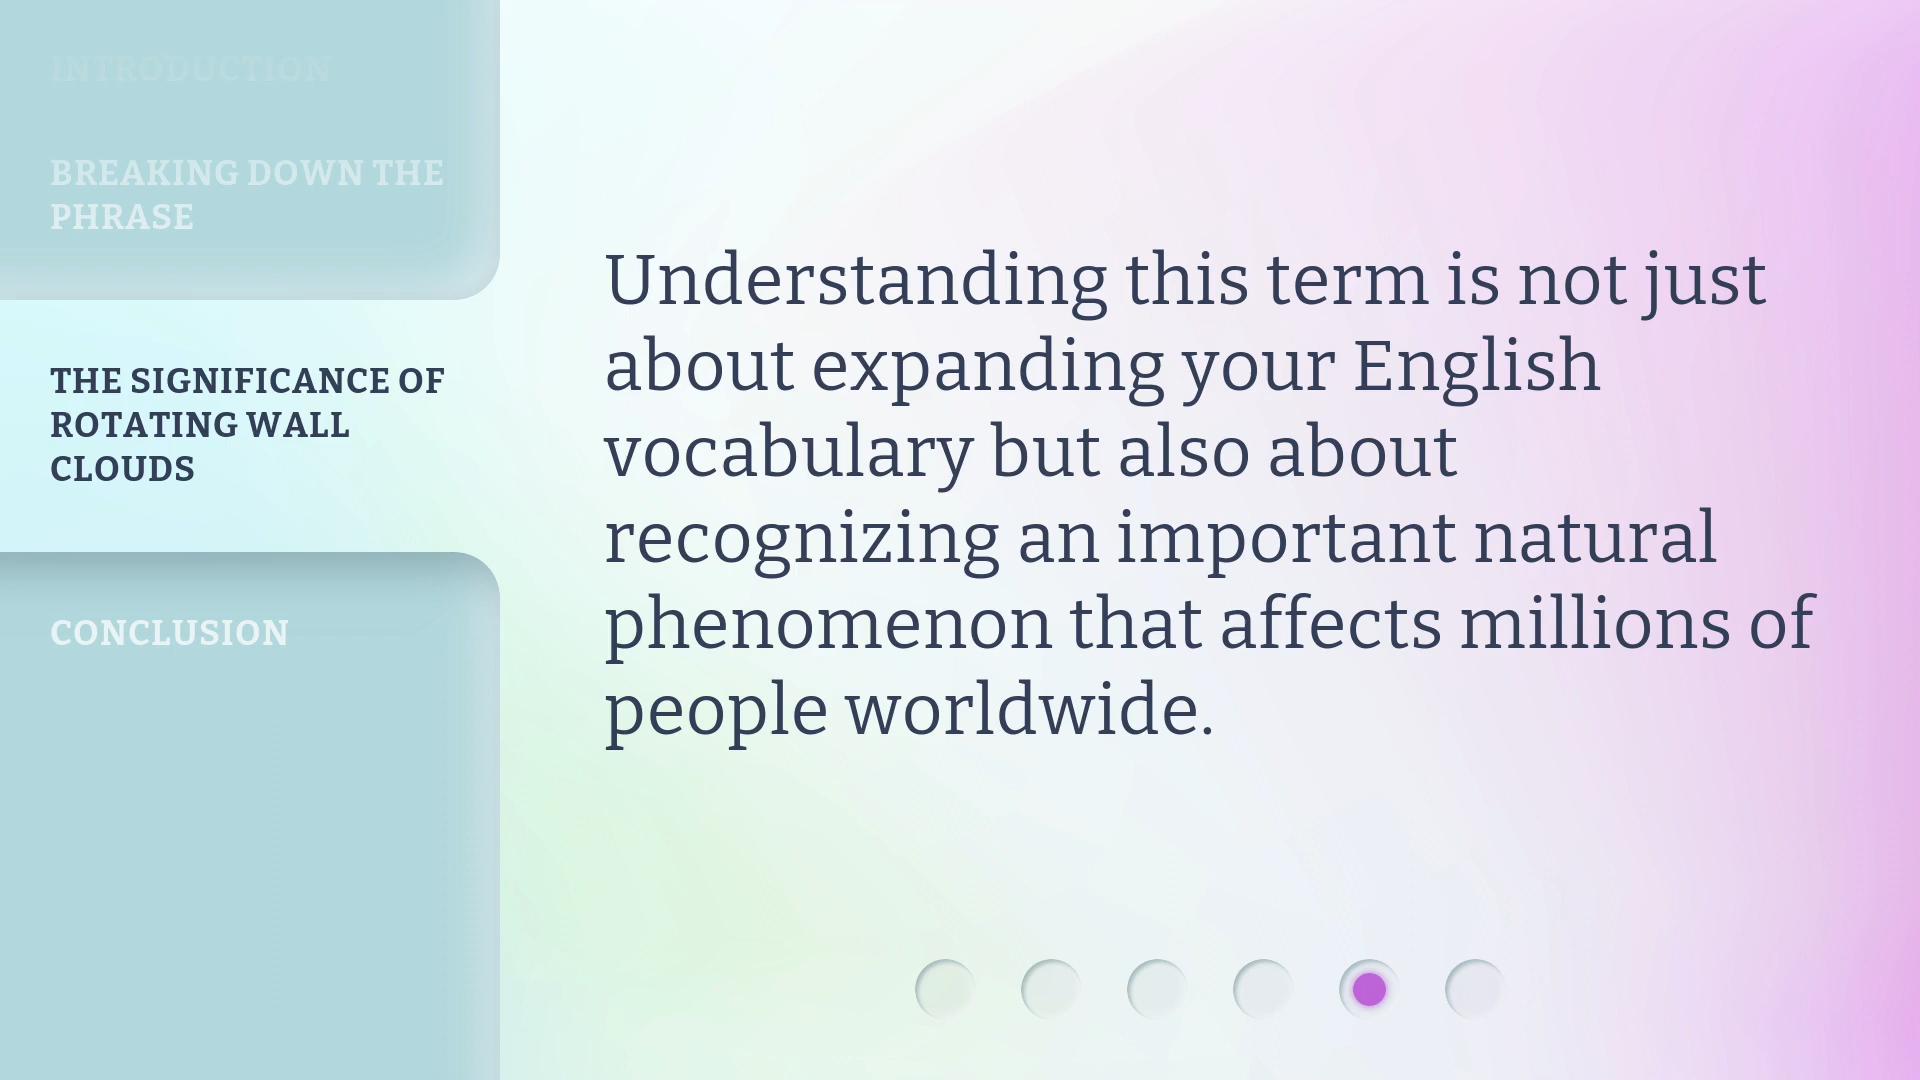 INTRODUCTION
BREAKING DOWN THE
PHRASE
THE SIGNIFICANCE OF
ROTATING WALL
CLOUDS
CONCLUSION
Understanding this term is not just
about expanding your English
vocabulary but also about
recognizing an important natural
phenomenon that affects millions of
people worldwide.